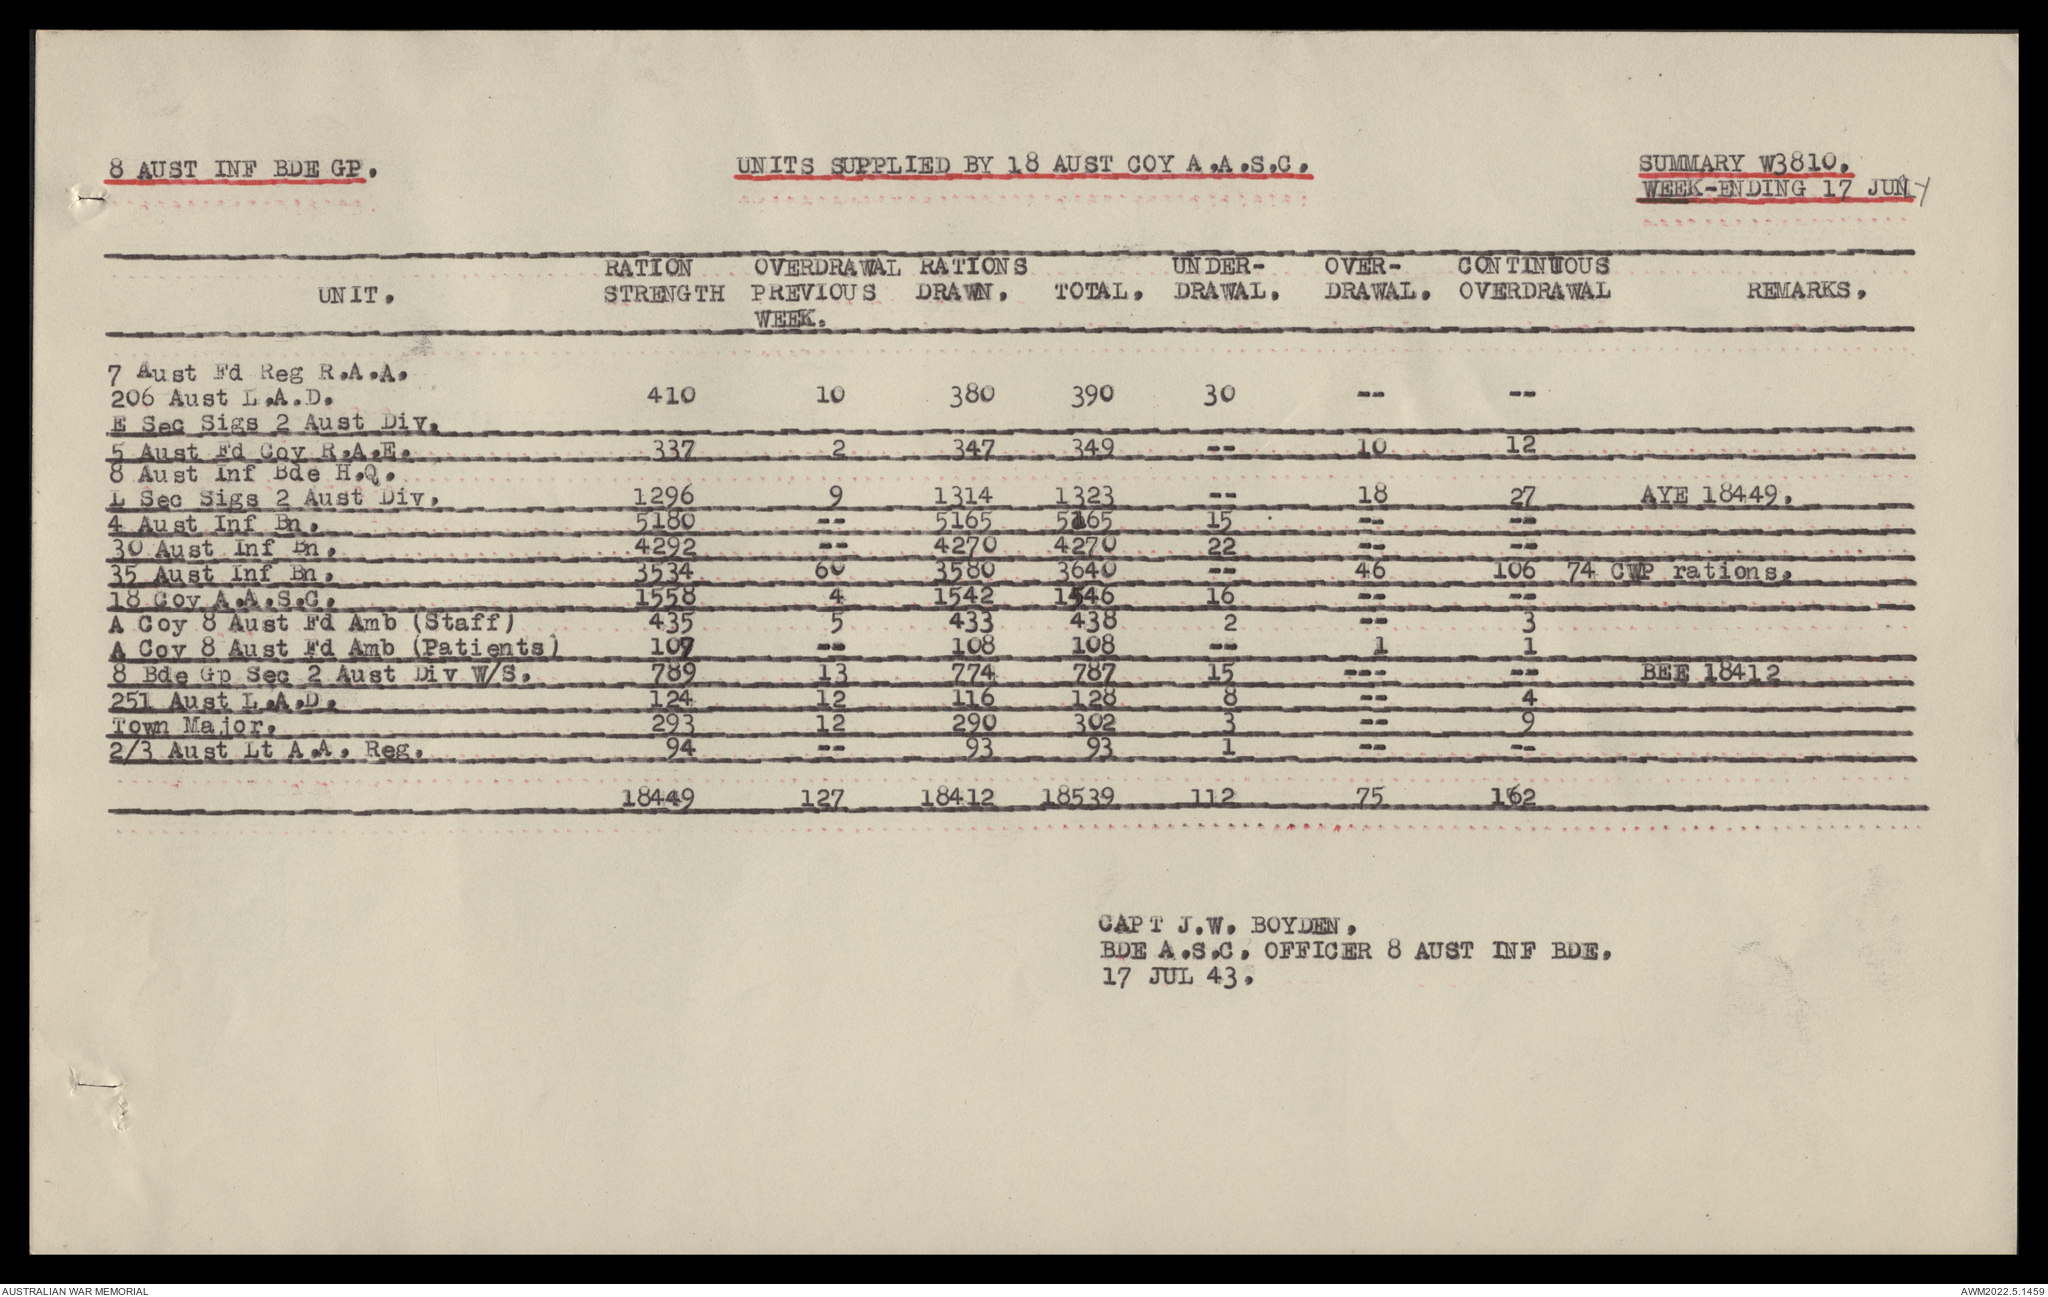 8 AUST INF BDE GP. UNITS SUPPLIED BY 18 AUST COY A.A.S.C. SUMMARY W3810.
WEEK-ENDING 17 JULY
RATION OVERDRAWAL RATIONS UNDER- OVER- CONTINUOUS
UNIT. STRENGTH PREVIOUS DRAWN. TOTAL. DRAWAL. DRAWAL. OVERDRAWAL REMARKS.
WEEK.
7 Aust Fd Reg R.A.A.
206 Aust L.A.D. 410 10 380 390 30 -- --
E Sec Sigs 2 Aust Div.
5 Aust Fd Coy R.A.E. 337 2 347 349 -- 10 12
8 Aust Inf Bde H.Q.
L Sec Sigs 2 Aust Div. 1296 9 1314 1323 -- 18 27 AYE 18449.
4 Aust Inf Bn. 5180 -- 5165 5165 15 -- --
30 Aust Inf Bn. 4292 -- 4270 4270 22 -- --
35 Aust Inf Bn. 3534 60 3580 3640 -- 46 106 74 CWP rations.
18 Coy A.A.S.C. 1558 4 1542 1546 16 -- --
A Coy 8 Aust Fd Amb (Staff) 435 5 433 438 2 -- 3
A Coy 8 Aust Fd Amb (Patients) 107 -- 108 108 -- 1 1
8 Bde Gp Sec 2 Aust Div W/S. 789 13 774 787 15 --- -- BEE 18412
251 Aust L.A.D. 124 12 116 128 8 -- 4
Town Major. 293 12 290 302 3 -- 9
2/3 Aust Lt A.A. Reg. 94 -- 93 93 1 -- --
18449 127 18412 18539 112 75 162
CAPT J.W. BOYDEN.
BDE A.S.C. OFFICER 8 AUST INF BDE.
17 JUL 43.
AUSTRALIAN WAR MEMORIAL AWM2022.5.1459